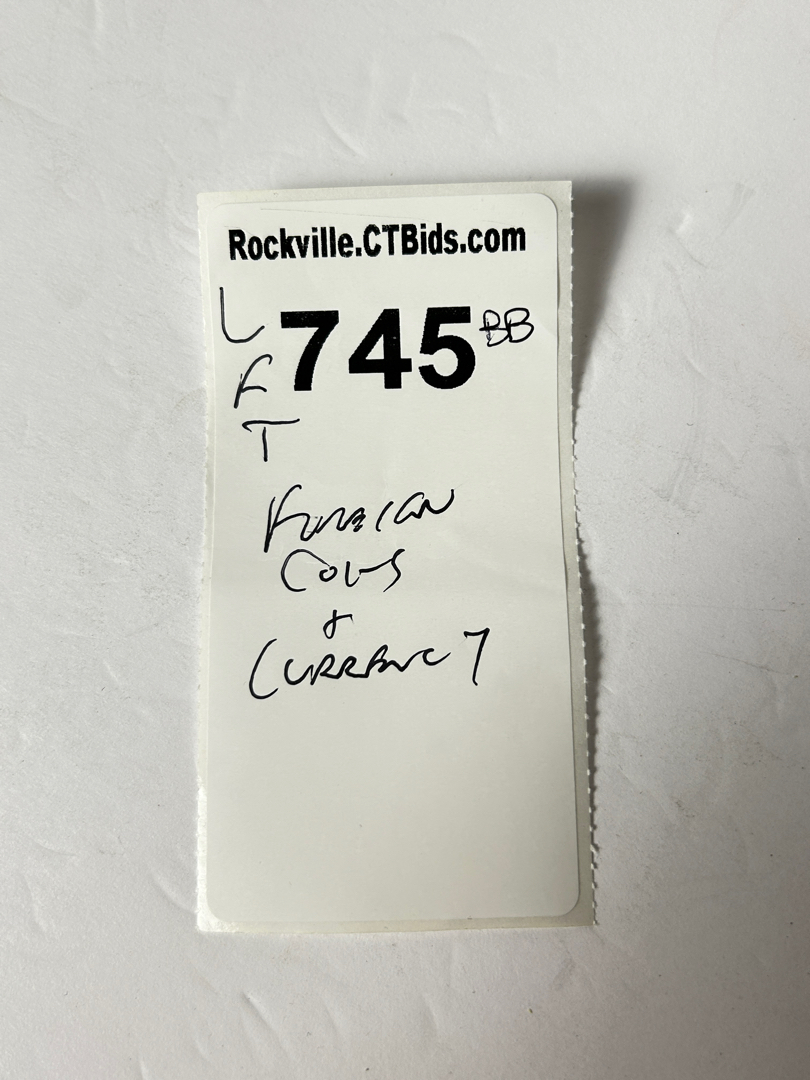 Rockville.CTBids.com
L 745 BB
F
T
FOREIGN
COINS
+
CURRENCY